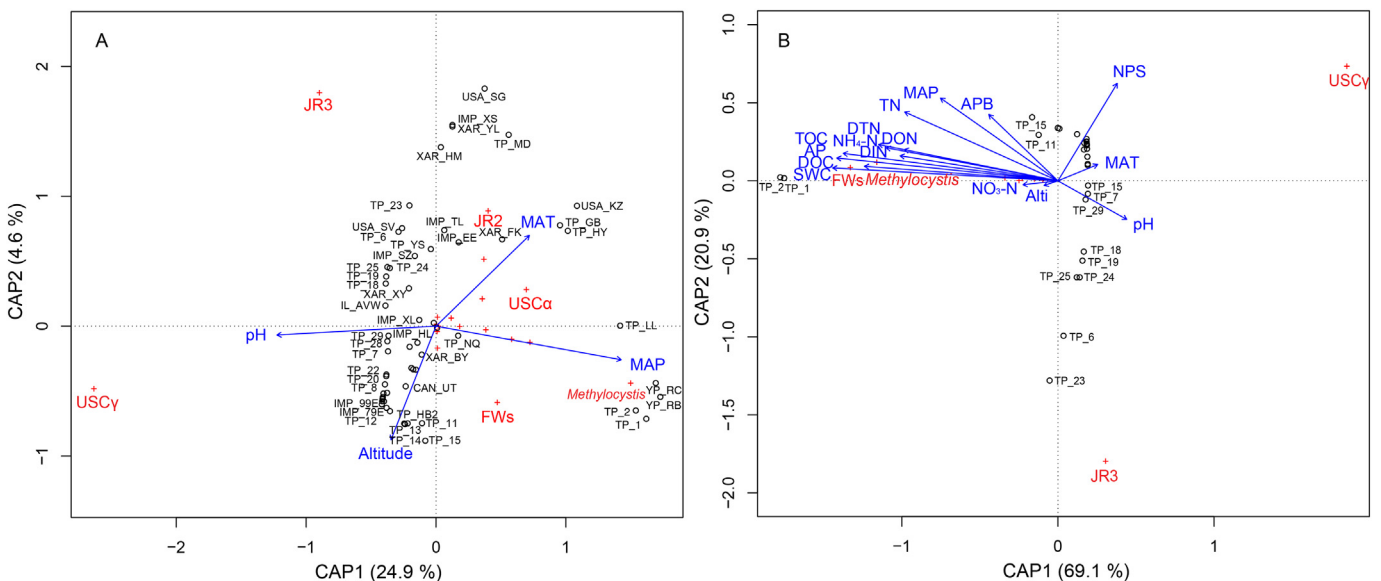 A
2
1
0
−1
CAP2 (4.6 %)
JR3
USA_SG
IMP_XS
XAR_YL
TP_MD
XAR_HM
TP_23
JR2
MAT
USA_KZ
USA_SV
TP_6
IMP_TL
IMP_EE
XAR_FK
TP_GB
TP_HY
TP_YS
IMP_SZ
TP_25
TP_24
TP_19
TP_18
XAR_XY
IL_AVW
USCα
IMP_XL
TP_LL
pH
TP_29
IMP_HL
TP_28
TP_NQ
TP_7
XAR_BY
MAP
TP_22
TP_20
TP_8
CAN_UT
Methylocystis
YP_RC
USCγ
IMP_99E
IMP_79E
FWs
YP_RB
TP_12
TP_HB2
TP_11
TP_2
TP_13
TP_1
TP_14
TP_15
Altitude
−2
−1
0
1
CAP1 (24.9 %)
B
1.0
0.5
0.0
−0.5
−1.0
−1.5
−2.0
CAP2 (20.9 %)
NPS
USCγ
MAP
TN
APB
TP_15
DTN
TP_11
TOC
NH₄-N
DON
AP
DIN
DOC
MAT
SWC
FWs
Methylocystis
TP_2
TP_1
NO₃-N
Alti
TP_15
TP_7
TP_29
pH
TP_18
TP_19
TP_25
TP_24
TP_6
TP_23
JR3
−1
0
1
CAP1 (69.1 %)